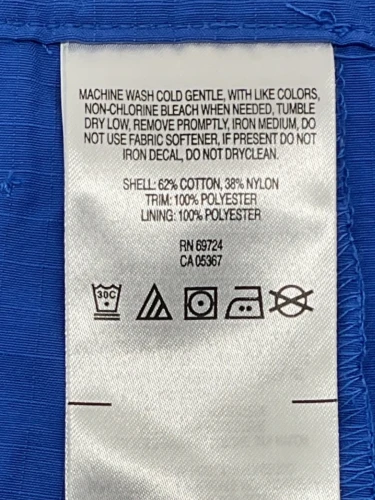 MACHINE WASH COLD GENTLE, WITH LIKE COLORS,
NON-CHLORINE BLEACH WHEN NEEDED, TUMBLE
DRY LOW, REMOVE PROMPTLY, IRON MEDIUM, DO
NOT USE FABRIC SOFTENER, IF PRESENT DO NOT
IRON DECAL, DO NOT DRYCLEAN.
SHELL: 62% COTTON, 38% NYLON
TRIM: 100% POLYESTER
LINING: 100% POLYESTER
RN 69724
CA 05367
30C